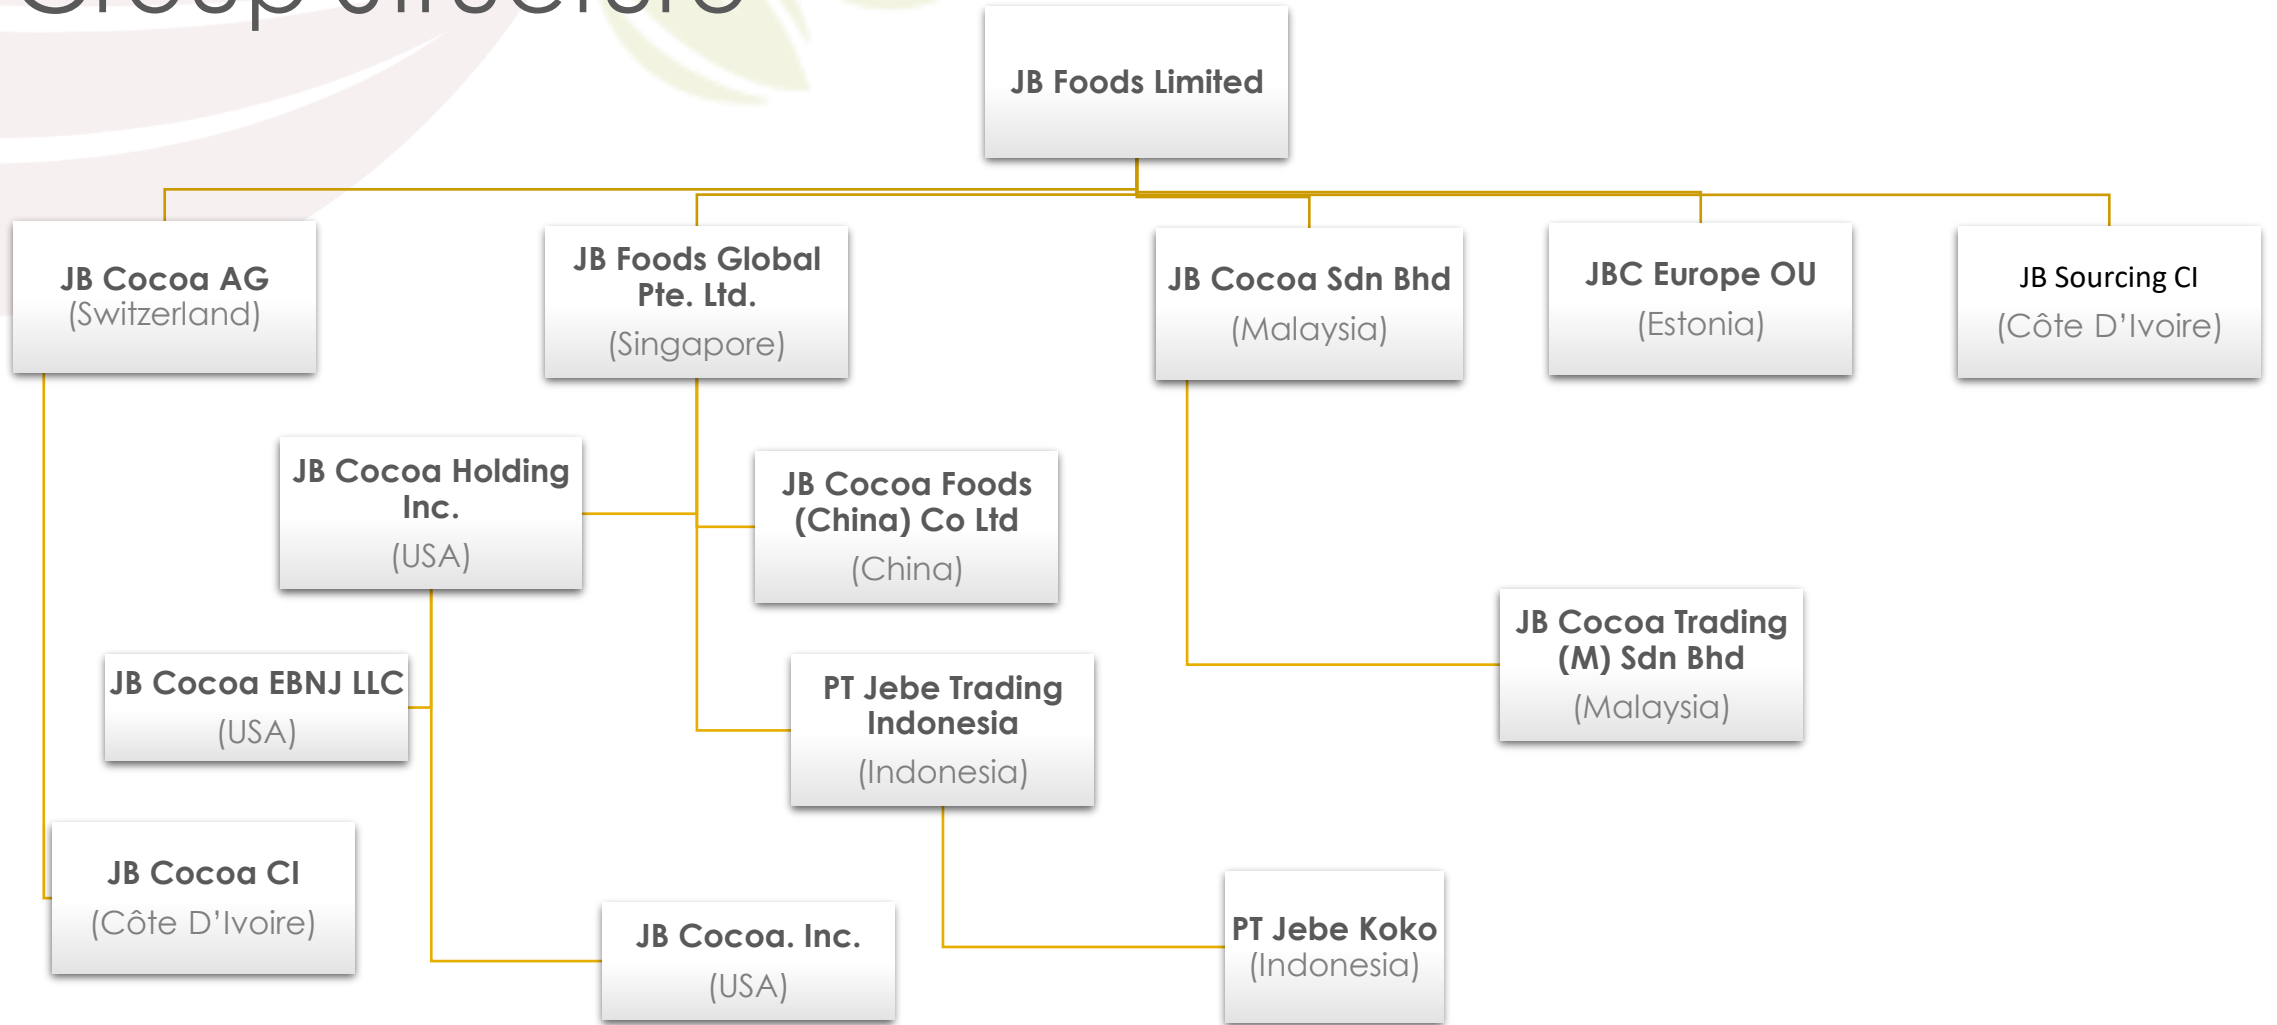 Group Structure
JB Foods Limited
JB Cocoa AG
(Switzerland)
JB Foods Global
Pte. Ltd.
(Singapore)
JB Cocoa Sdn Bhd
(Malaysia)
JBC Europe OU
(Estonia)
JB Sourcing CI
(Côte D’Ivoire)
JB Cocoa Holding
Inc.
(USA)
JB Cocoa Foods
(China) Co Ltd
(China)
JB Cocoa EBNJ LLC
(USA)
PT Jebe Trading
Indonesia
(Indonesia)
JB Cocoa Trading
(M) Sdn Bhd
(Malaysia)
JB Cocoa CI
(Côte D’Ivoire)
JB Cocoa. Inc.
(USA)
PT Jebe Koko
(Indonesia)